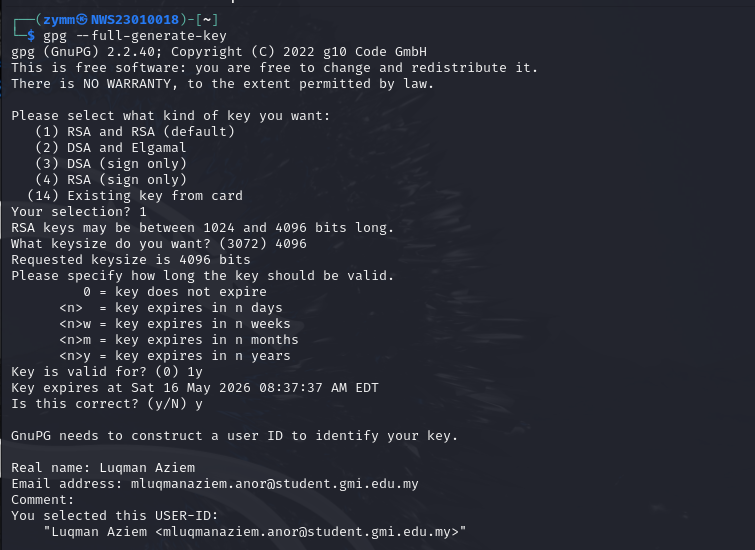 ┌──(zymm㉿NWS23010018)-[~]
└─$ gpg --full-generate-key
gpg (GnuPG) 2.2.40; Copyright (C) 2022 g10 Code GmbH
This is free software: you are free to change and redistribute it.
There is NO WARRANTY, to the extent permitted by law.

Please select what kind of key you want:
   (1) RSA and RSA (default)
   (2) DSA and Elgamal
   (3) DSA (sign only)
   (4) RSA (sign only)
  (14) Existing key from card
Your selection? 1
RSA keys may be between 1024 and 4096 bits long.
What keysize do you want? (3072) 4096
Requested keysize is 4096 bits
Please specify how long the key should be valid.
         0 = key does not expire
      <n>  = key expires in n days
      <n>w = key expires in n weeks
      <n>m = key expires in n months
      <n>y = key expires in n years
Key is valid for? (0) 1y
Key expires at Sat 16 May 2026 08:37:37 AM EDT
Is this correct? (y/N) y

GnuPG needs to construct a user ID to identify your key.

Real name: Luqman Aziem
Email address: mluqmanaziem.anor@student.gmi.edu.my
Comment:
You selected this USER-ID:
    "Luqman Aziem <mluqmanaziem.anor@student.gmi.edu.my>"